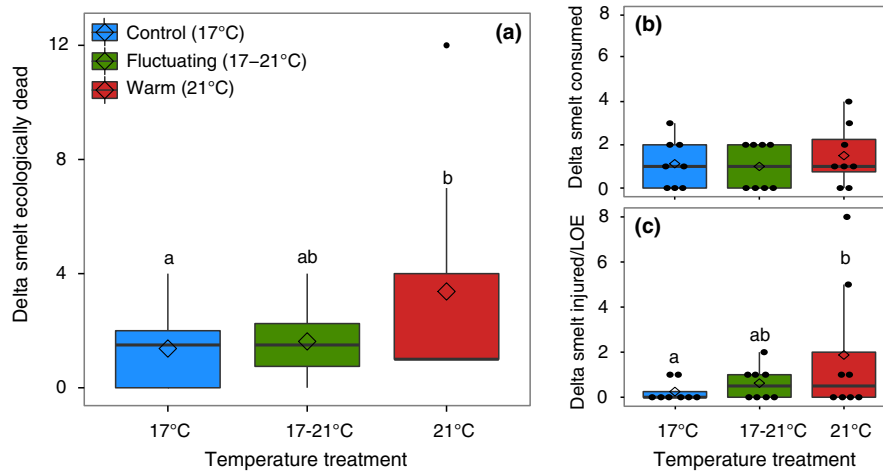 (a)
Control (17°C)
Fluctuating (17–21°C)
Warm (21°C)
Delta smelt ecologically dead
12
8
4
0
a
ab
b
17°C
17-21°C
21°C
Temperature treatment
(b)
Delta smelt consumed
8
6
4
2
0
(c)
Delta smelt injured/LOE
8
6
4
2
0
a
ab
b
17°C
17-21°C
21°C
Temperature treatment